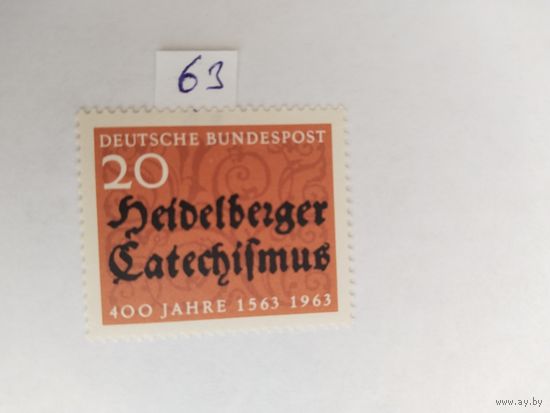 63
DEUTSCHE BUNDESPOST
20
Heidelberger
Catechiſmus
400 JAHRE 1563 1963
www.ay.by